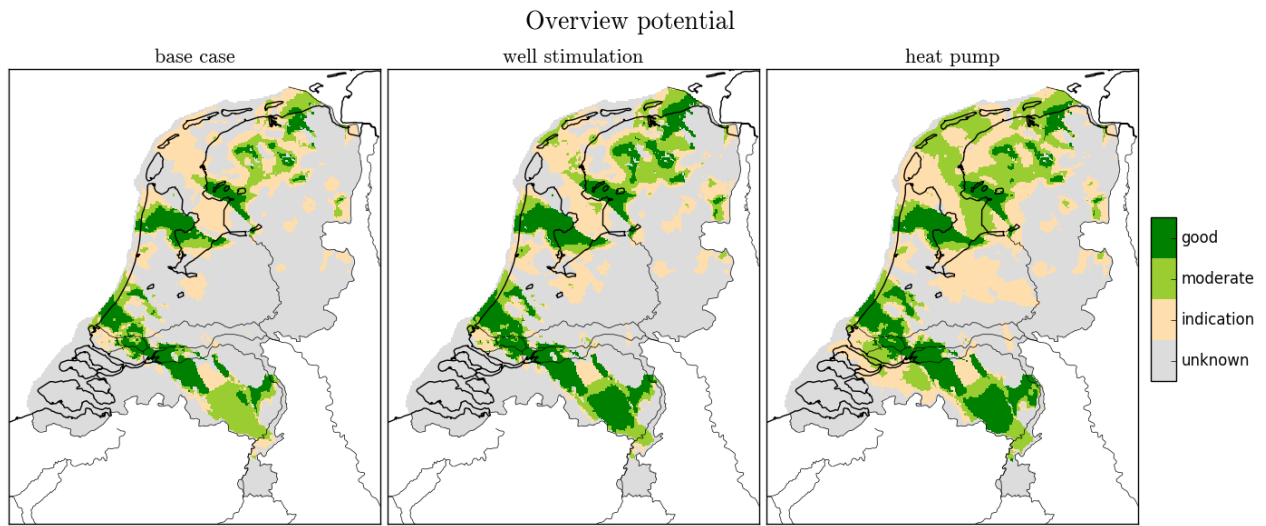 Overview potential
base case
well stimulation
heat pump
good
moderate
indication
unknown